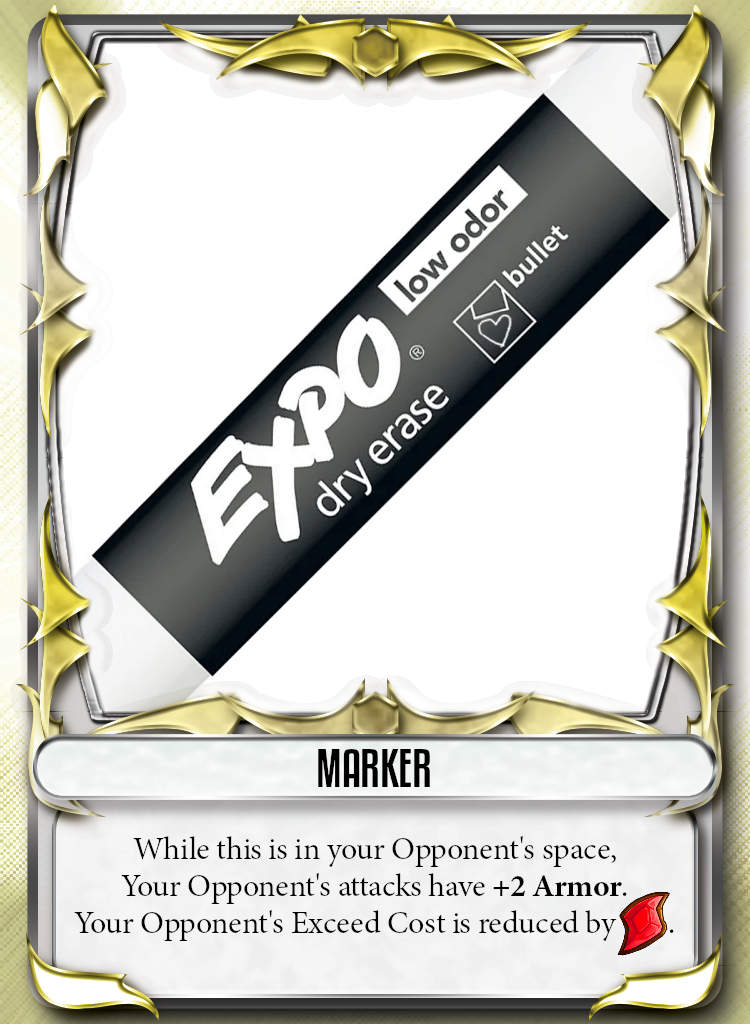 low odor
bullet
EXPO®
dry erase
MARKER
While this is in your Opponent's space,
Your Opponent's attacks have +2 Armor.
Your Opponent's Exceed Cost is reduced by .